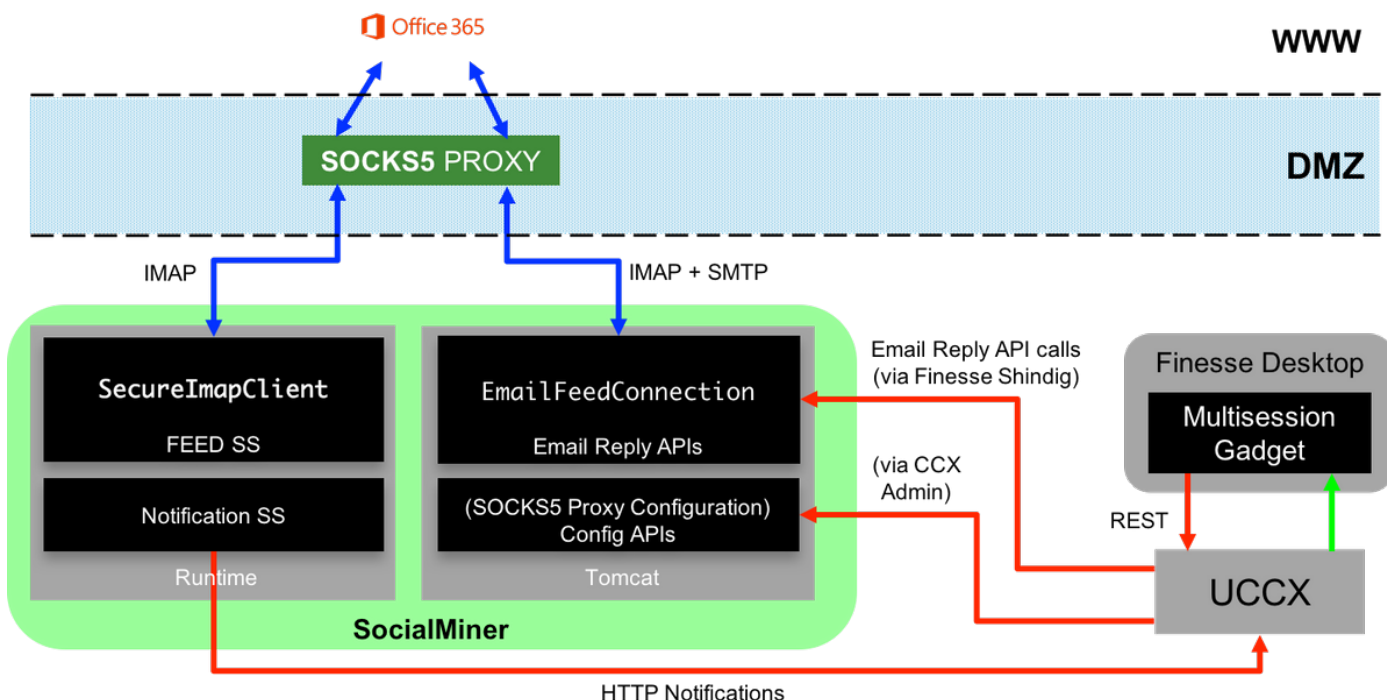 Office 365
WWW
SOCKS5 PROXY
DMZ
IMAP
IMAP + SMTP
SecureImapClient
FEED SS
Notification SS
Runtime
EmailFeedConnection
Email Reply APIs
(SOCKS5 Proxy Configuration)
Config APIs
Tomcat
SocialMiner
Email Reply API calls
(via Finesse Shindig)
(via CCX
Admin)
Finesse Desktop
Multisession
Gadget
REST
UCCX
HTTP Notifications